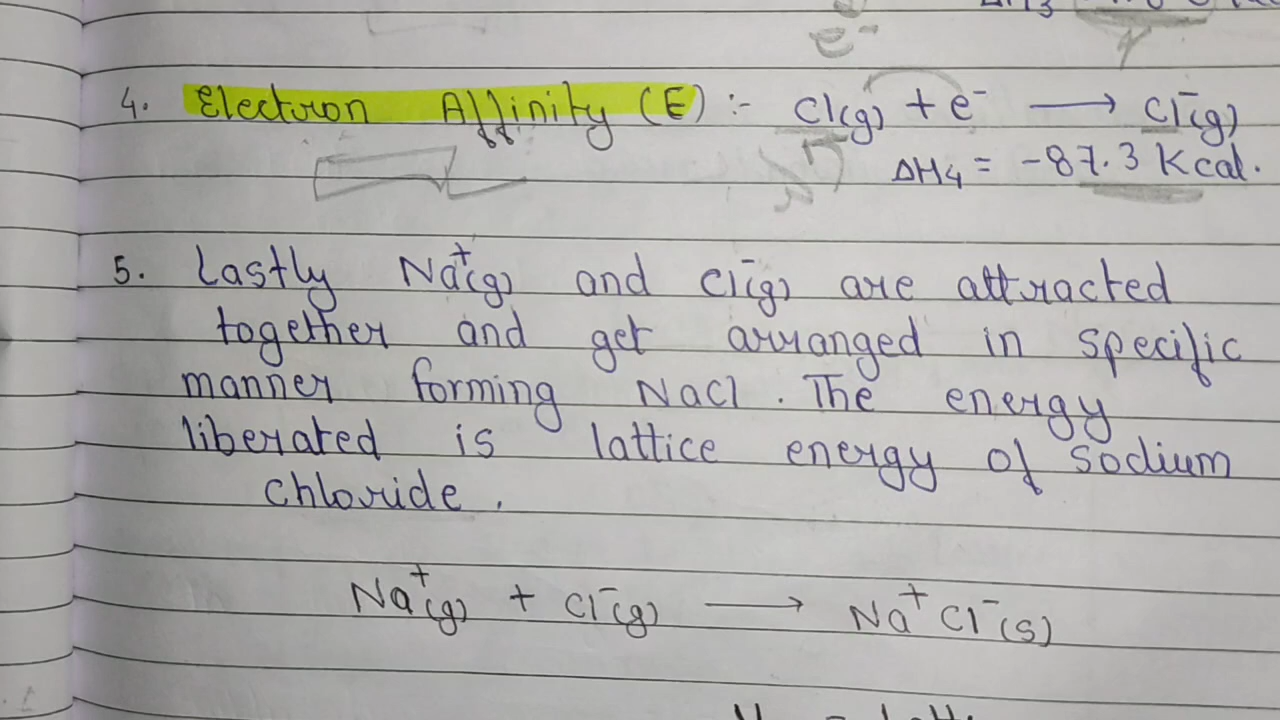 e⁻
4. Electron Affinity (E) :- Cl(g) + e⁻ ⟶ Cl⁻(g)
ΔH4 = -87.3 Kcal.
5. Lastly Na⁺(g) and Cl⁻(g) are attracted
together and get arranged in specific
manner forming NaCl. The energy
liberated is lattice energy of sodium
chloride.
Na⁺(g) + Cl⁻(g) ⟶ Na⁺Cl⁻(s)